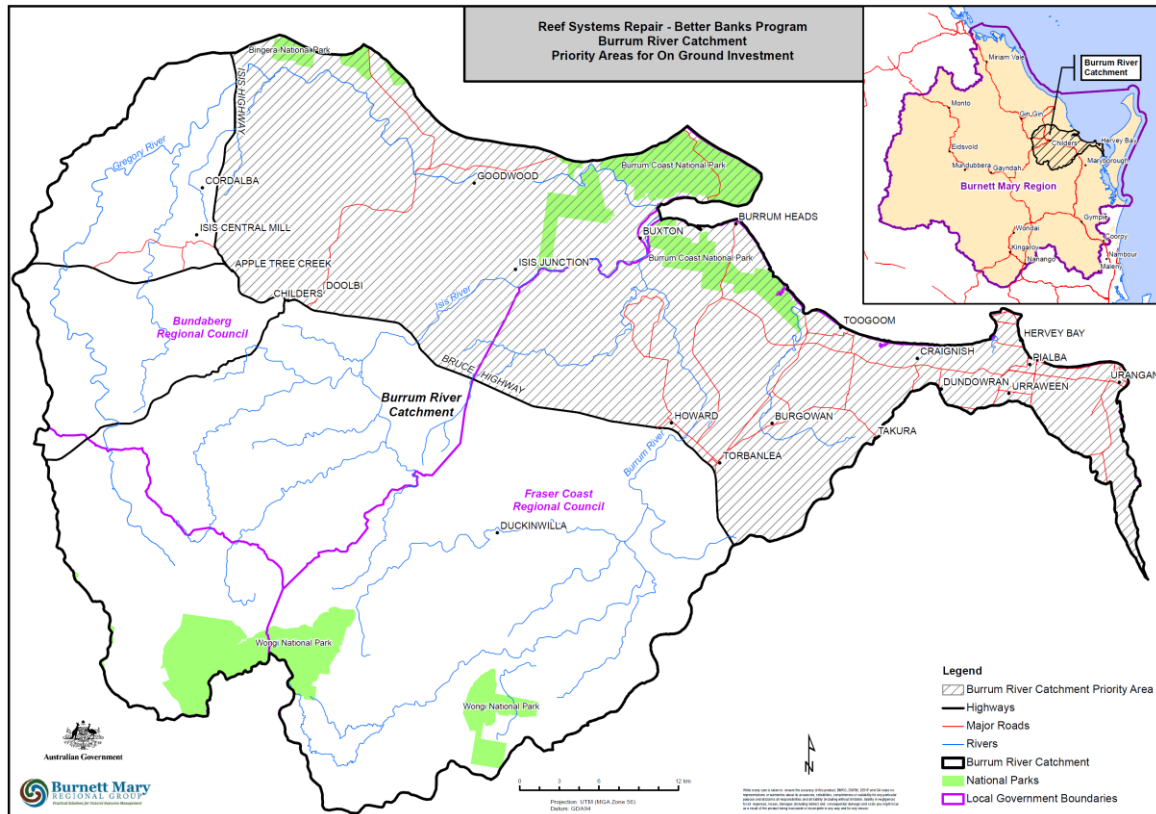 Reef Systems Repair - Better Banks Program
Burrum River Catchment
Priority Areas for On Ground Investment
Burrum River
Catchment
Miriam Vale
Monto
Gin Gin
Eidsvold
Childers
Hervey Bay
Mundubbera
Gayndah
Maryborough
Burnett Mary Region
Gympie
Wondai
Cooroy
Kingaroy
Nambour
Nanango
Maleny
Bingera National Park
ISIS HIGHWAY
Gregory River
CORDALBA
GOODWOOD
Burrum Coast National Park
ISIS CENTRAL MILL
BUXTON
BURRUM HEADS
Burrum Coast National Park
APPLE TREE CREEK
ISIS JUNCTION
DOOLBI
CHILDERS
Isis River
Bundaberg
Regional Council
TOOGOOM
HERVEY BAY
CRAIGNISH
PIALBA
URANGAN
BRUCE HIGHWAY
DUNDOWRAN
URRAWEEN
Burrum River
Catchment
HOWARD
BURGOWAN
TAKURA
Burrum River
TORBANLEA
Fraser Coast
Regional Council
DUCKINWILLA
Wongi National Park
Wongi National Park
Legend
Burrum River Catchment Priority Area
Highways
Major Roads
Rivers
Burrum River Catchment
National Parks
Local Government Boundaries
Australian Government
Burnett Mary
REGIONAL GROUP
N
0 3 6 12 km
Projection: UTM (MGA Zone 56)
Datum: GDA94